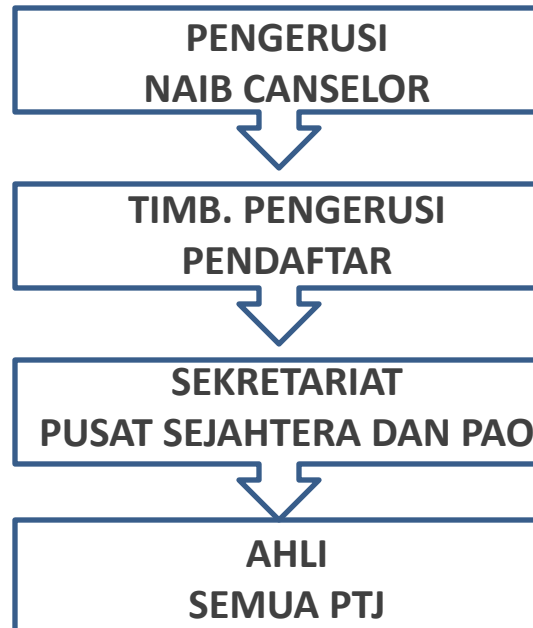 PENGERUSI
NAIB CANSELOR
TIMB. PENGERUSI
PENDAFTAR
SEKRETARIAT
PUSAT SEJAHTERA DAN PAO
AHLI
SEMUA PTJ